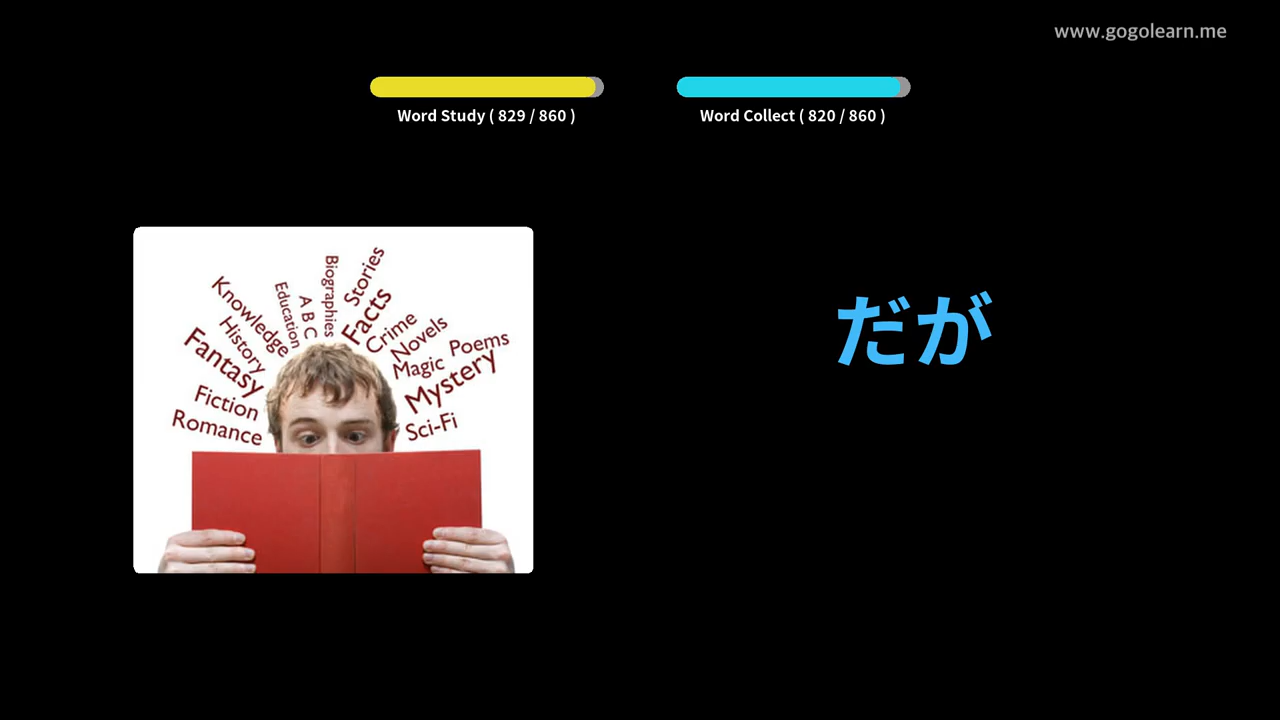 www.gogolearn.me
Word Study ( 829 / 860 )
Word Collect ( 820 / 860 )
Biographies
Stories
Knowledge
Education
A B C
Facts
Crime
History
Novels
Poems
Fantasy
Magic
Mystery
Fiction
Romance
Sci-Fi
だが